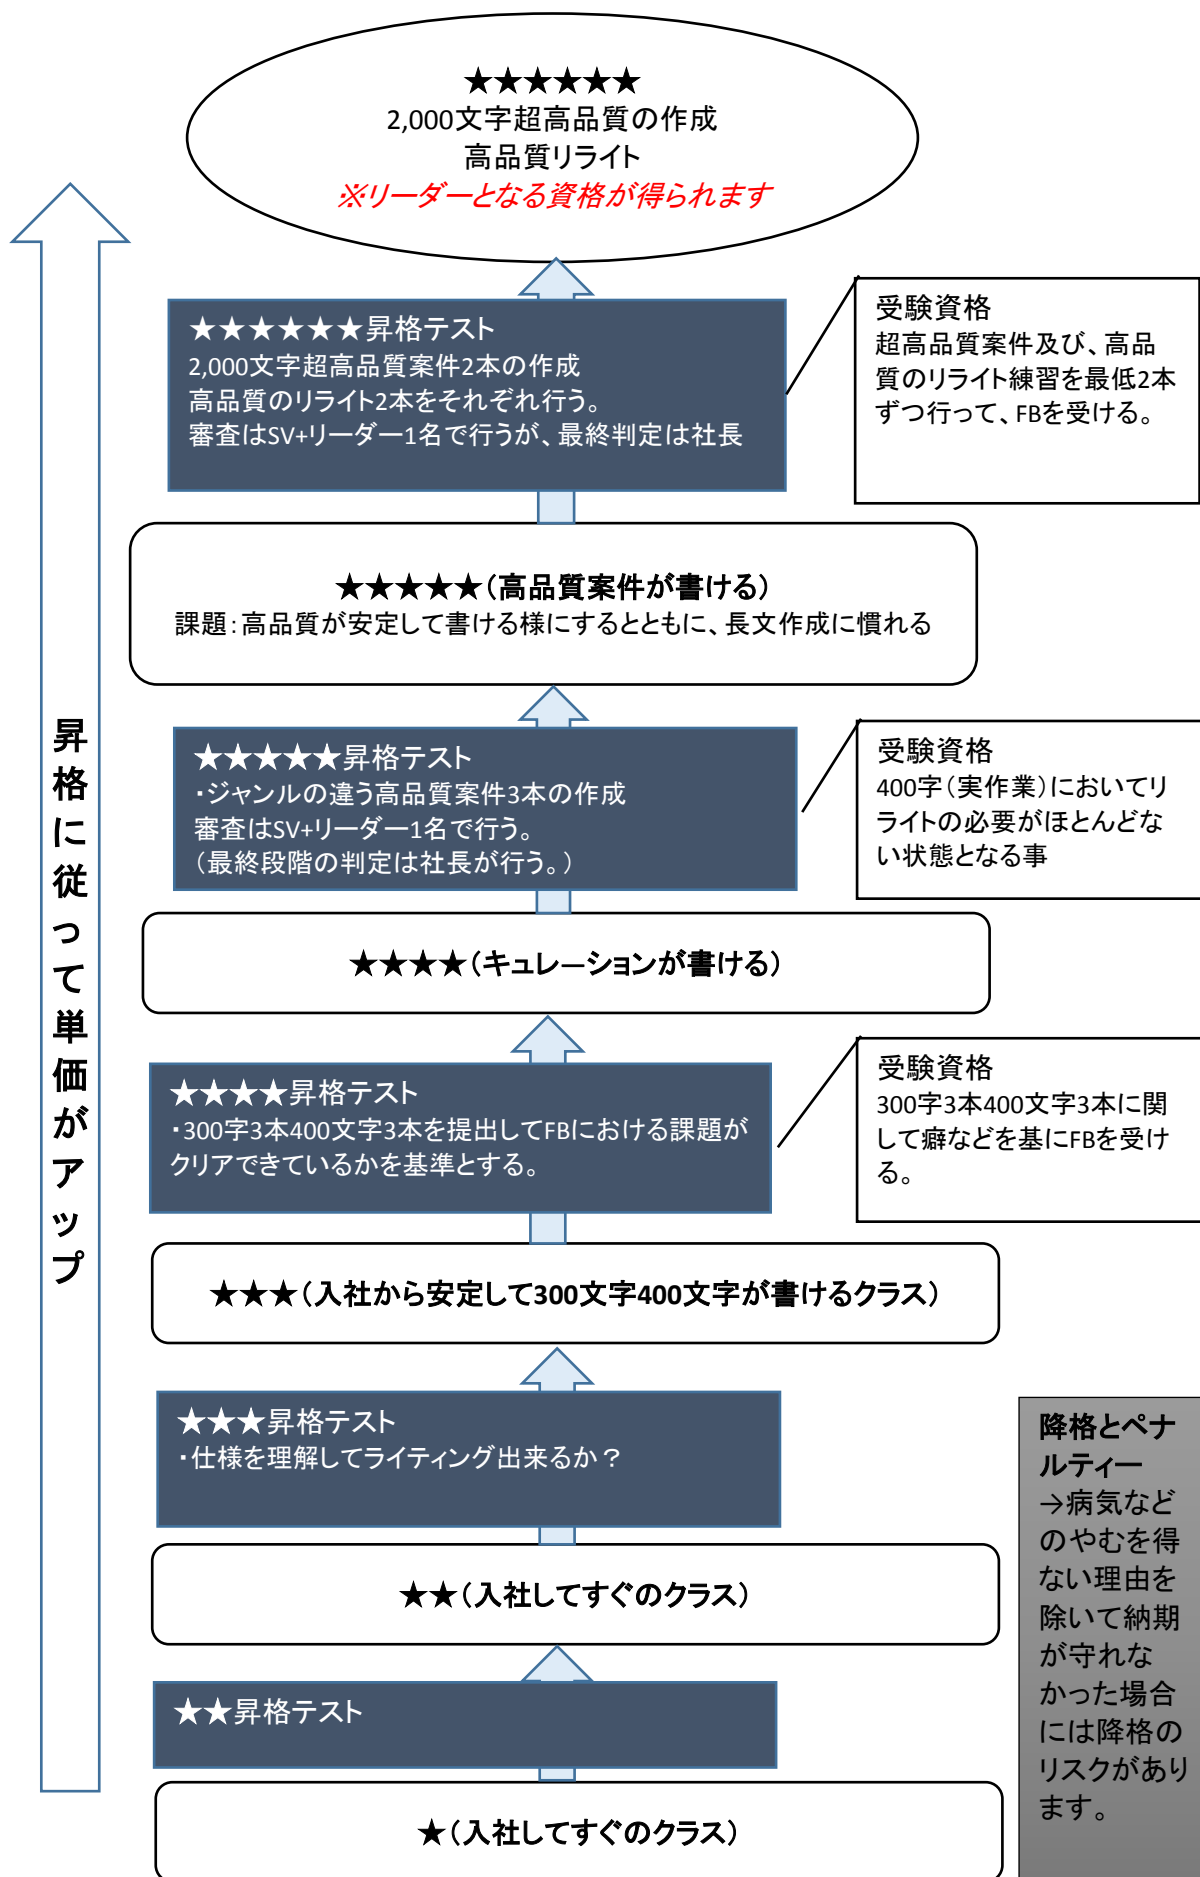 ★★★★★★
2,000文字超高品質の作成
高品質リライト
※リーダーとなる資格が得られます
★★★★★★昇格テスト
2,000文字超高品質案件2本の作成
高品質のリライト2本をそれぞれ行う。
審査はSV+リーダー1名で行うが、最終判定は社長
受験資格
超高品質案件及び、高品
質のリライト練習を最低2本
ずつ行って、FBを受ける。
★★★★★(高品質案件が書ける)
課題:高品質が安定して書ける様にするとともに、長文作成に慣れる
★★★★★昇格テスト
・ジャンルの違う高品質案件3本の作成
審査はSV+リーダー1名で行う。
(最終段階の判定は社長が行う。)
受験資格
400字(実作業)においてリ
ライトの必要がほとんどな
い状態となる事
★★★★(キュレーションが書ける)
★★★★昇格テスト
・300字3本400文字3本を提出してFBにおける課題が
クリアできているかを基準とする。
受験資格
300字3本400文字3本に関
して癖などを基にFBを受け
る。
★★★(入社から安定して300文字400文字が書けるクラス)
★★★昇格テスト
・仕様を理解してライティング出来るか?
★★(入社してすぐのクラス)
★★昇格テスト
★(入社してすぐのクラス)
昇格に従って単価がアップ
降格とペナ
ルティー
→病気など
のやむを得
ない理由を
除いて納期
が守れな
かった場合
には降格の
リスクがあり
ます。